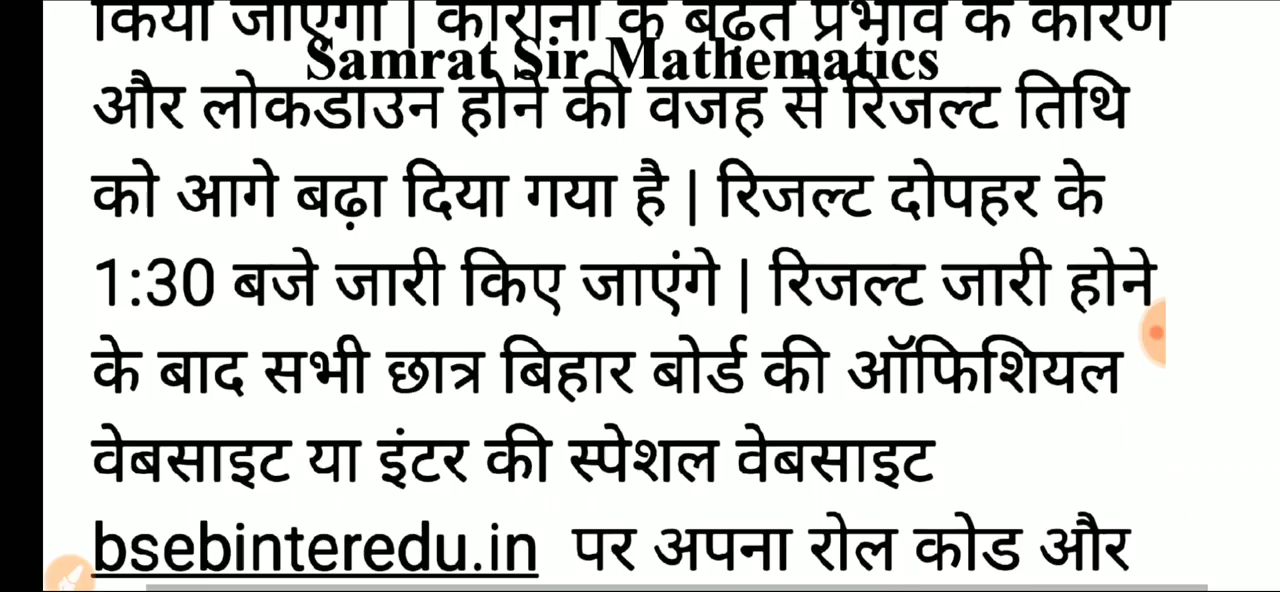 किया जाएगा | कोरोना के बढ़ते प्रभाव के कारण
Samrat Sir Mathematics
और लोकडाउन होने की वजह से रिजल्ट तिथि
को आगे बढ़ा दिया गया है | रिजल्ट दोपहर के
1:30 बजे जारी किए जाएंगे | रिजल्ट जारी होने
के बाद सभी छात्र बिहार बोर्ड की ऑफिशियल
वेबसाइट या इंटर की स्पेशल वेबसाइट
bsebinteredu.in पर अपना रोल कोड और